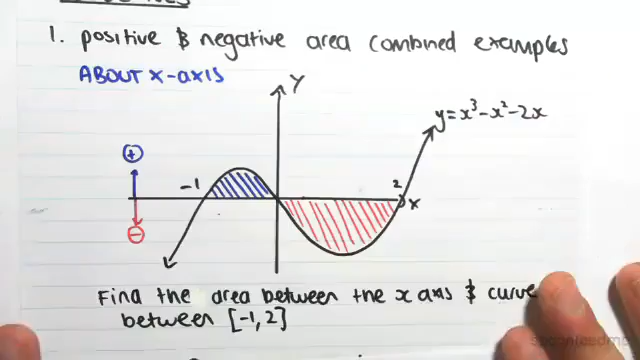 1. positive & negative area combined examples
ABOUT x-axis
y
y=x³-x²-2x
+
-1
2
x
-
Find the area between the x axis & curve
between [-1,2]